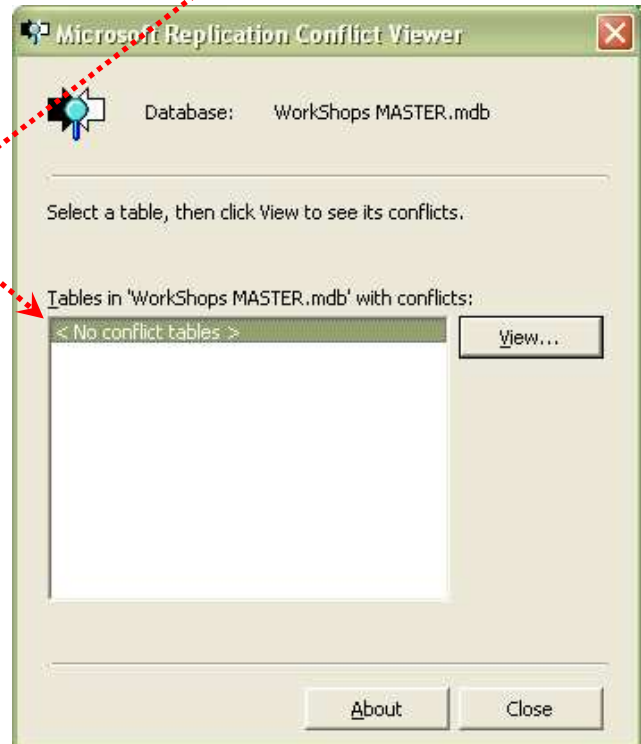 Microsoft Replication Conflict Viewer
Database: WorkShops MASTER.mdb
Select a table, then click View to see its conflicts.
Tables in 'WorkShops MASTER.mdb' with conflicts:
< No conflict tables >
View...
About Close